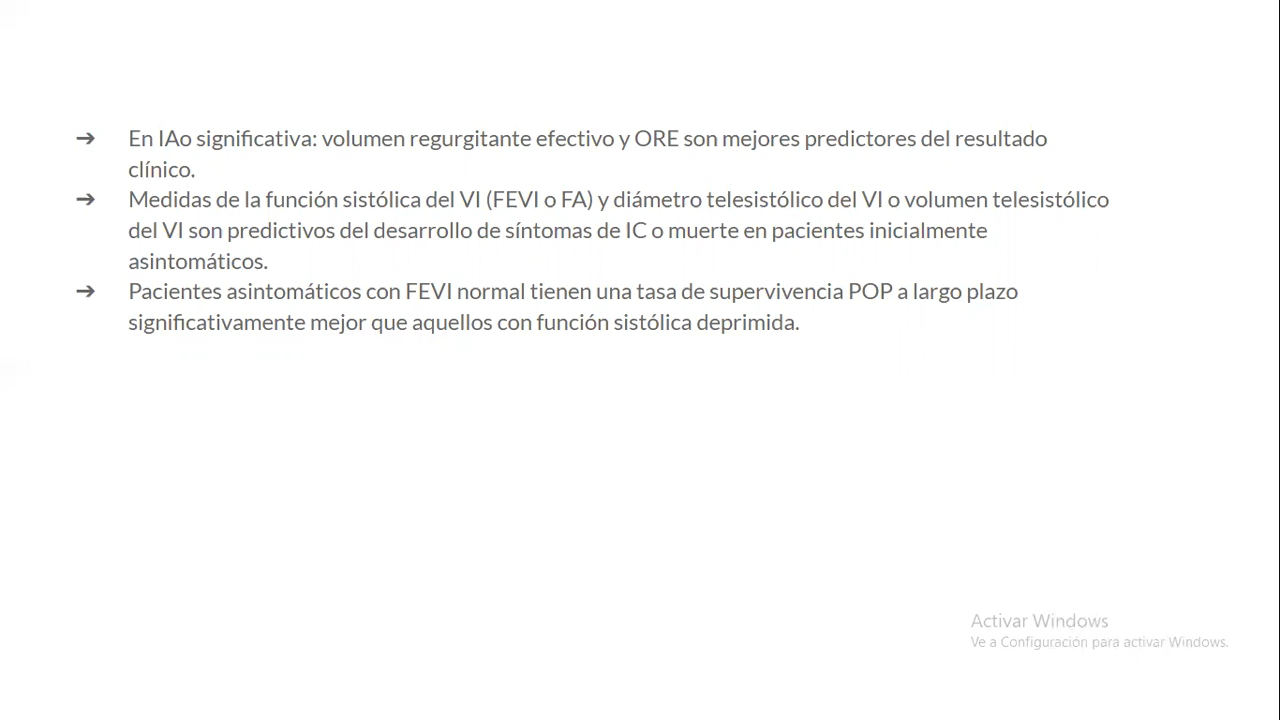 ➔ En IAo significativa: volumen regurgitante efectivo y ORE son mejores predictores del resultado
clínico.
➔ Medidas de la función sistólica del VI (FEVI o FA) y diámetro telesistólico del VI o volumen telesistólico
del VI son predictivos del desarrollo de síntomas de IC o muerte en pacientes inicialmente
asintomáticos.
➔ Pacientes asintomáticos con FEVI normal tienen una tasa de supervivencia POP a largo plazo
significativamente mejor que aquellos con función sistólica deprimida.
Activar Windows
Ve a Configuración para activar Windows.